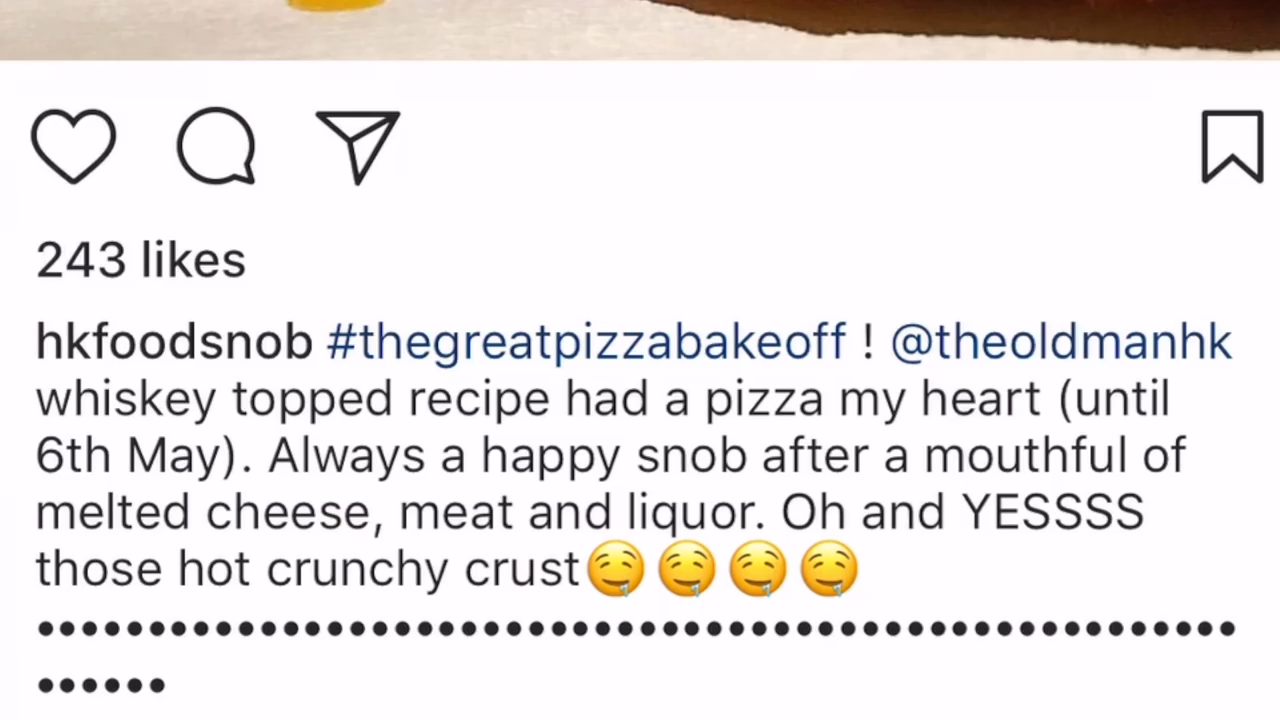 243 likes
hkfoodsnob #thegreatpizzabakeoff ! @theoldmanhk
whiskey topped recipe had a pizza my heart (until
6th May). Always a happy snob after a mouthful of
melted cheese, meat and liquor. Oh and YESSSS
those hot crunchy crust🤤🤤🤤🤤
••••••••••••••••••••••••••••••••••••••••••••••••••••••
••••••